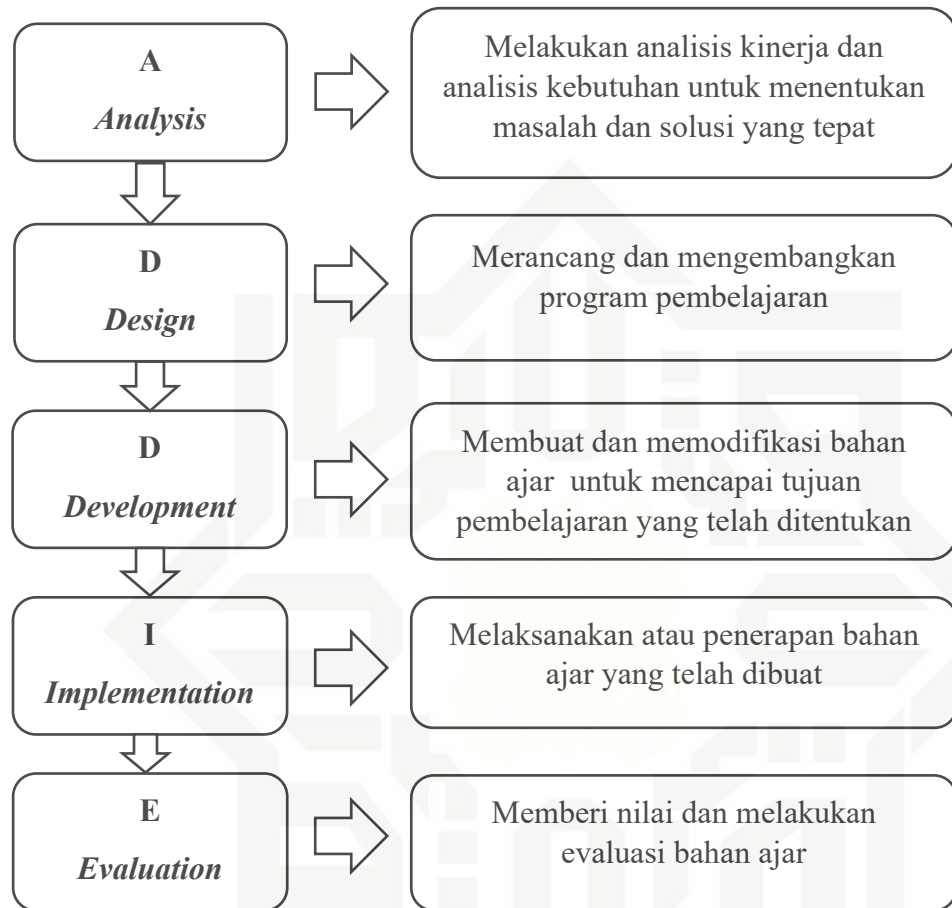 A
Analysis
Melakukan analisis kinerja dan
analisis kebutuhan untuk menentukan
masalah dan solusi yang tepat
D
Design
Merancang dan mengembangkan
program pembelajaran
D
Development
Membuat dan memodifikasi bahan
ajar untuk mencapai tujuan
pembelajaran yang telah ditentukan
I
Implementation
Melaksanakan atau penerapan bahan
ajar yang telah dibuat
E
Evaluation
Memberi nilai dan melakukan
evaluasi bahan ajar